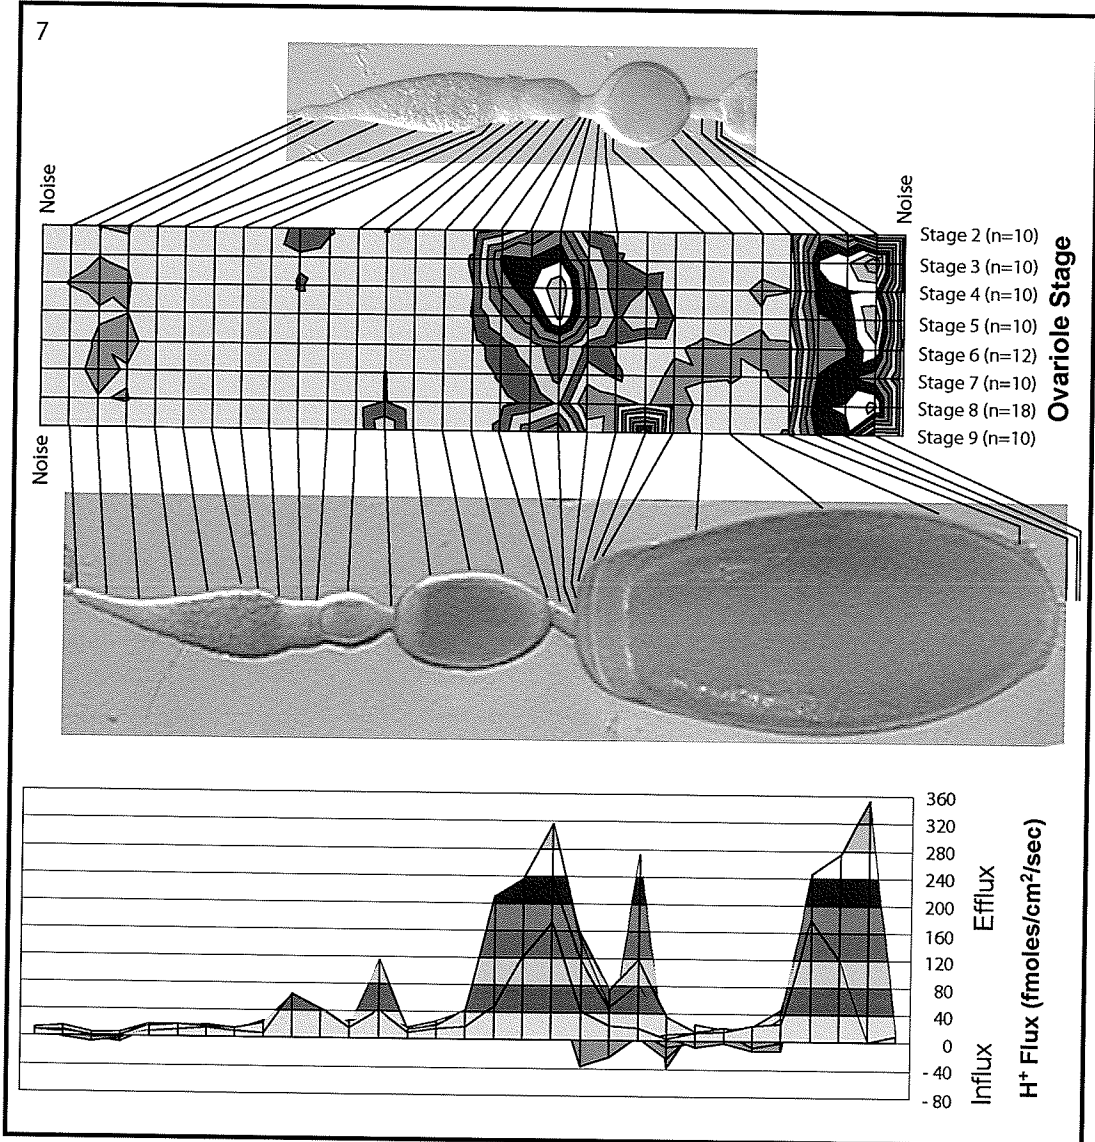 7
Noise
Noise
Stage 2 (n=10)
Stage 3 (n=10)
Stage 4 (n=10)
Stage 5 (n=10)
Stage 6 (n=12)
Stage 7 (n=10)
Stage 8 (n=18)
Stage 9 (n=10)
Ovariole Stage
Noise
360
320
280
240
200
160
120
80
40
0
- 40
- 80
Efflux
Influx
H⁺ Flux (fmoles/cm²/sec)